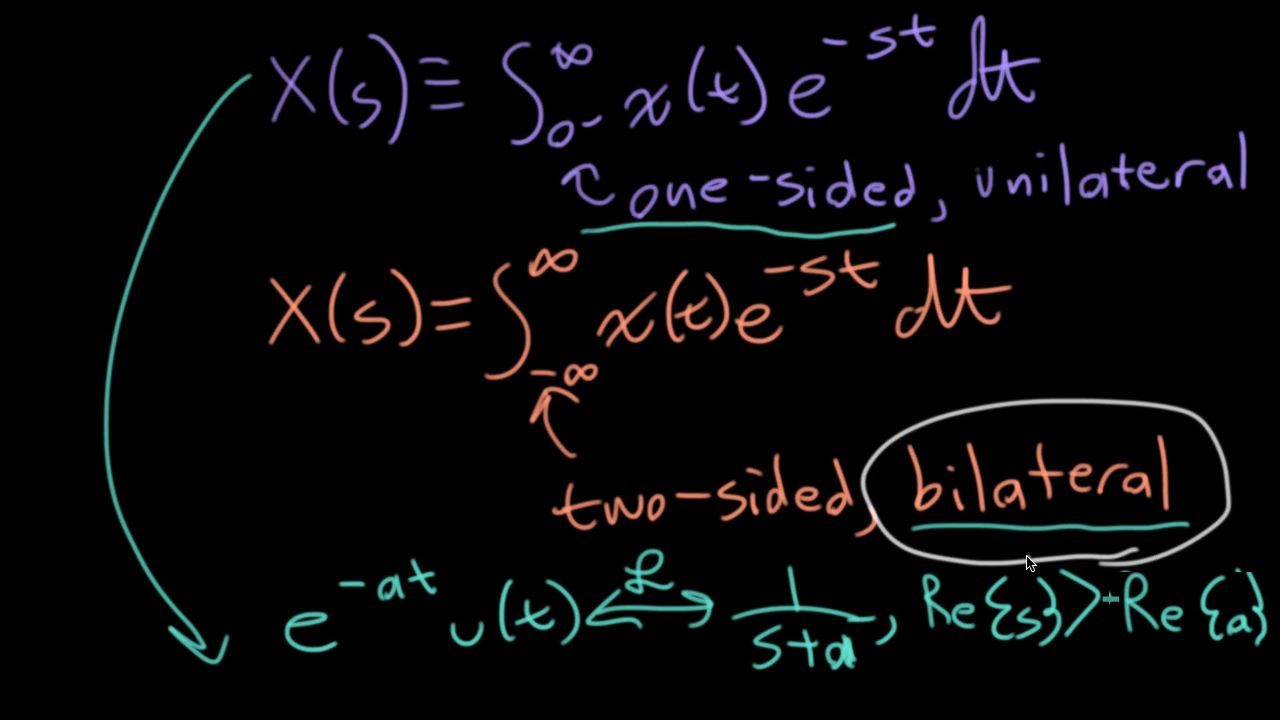 X(s) ≡ ∫_{0^-}^{∞} x(t) e^{-st} dt
one-sided, unilateral
X(s) = ∫_{-∞}^{∞} x(t) e^{-st} dt
two-sided, bilateral
e^{-at} u(t) ⟺^{ℒ} 1/(s+a), Re{s} > -Re{a}